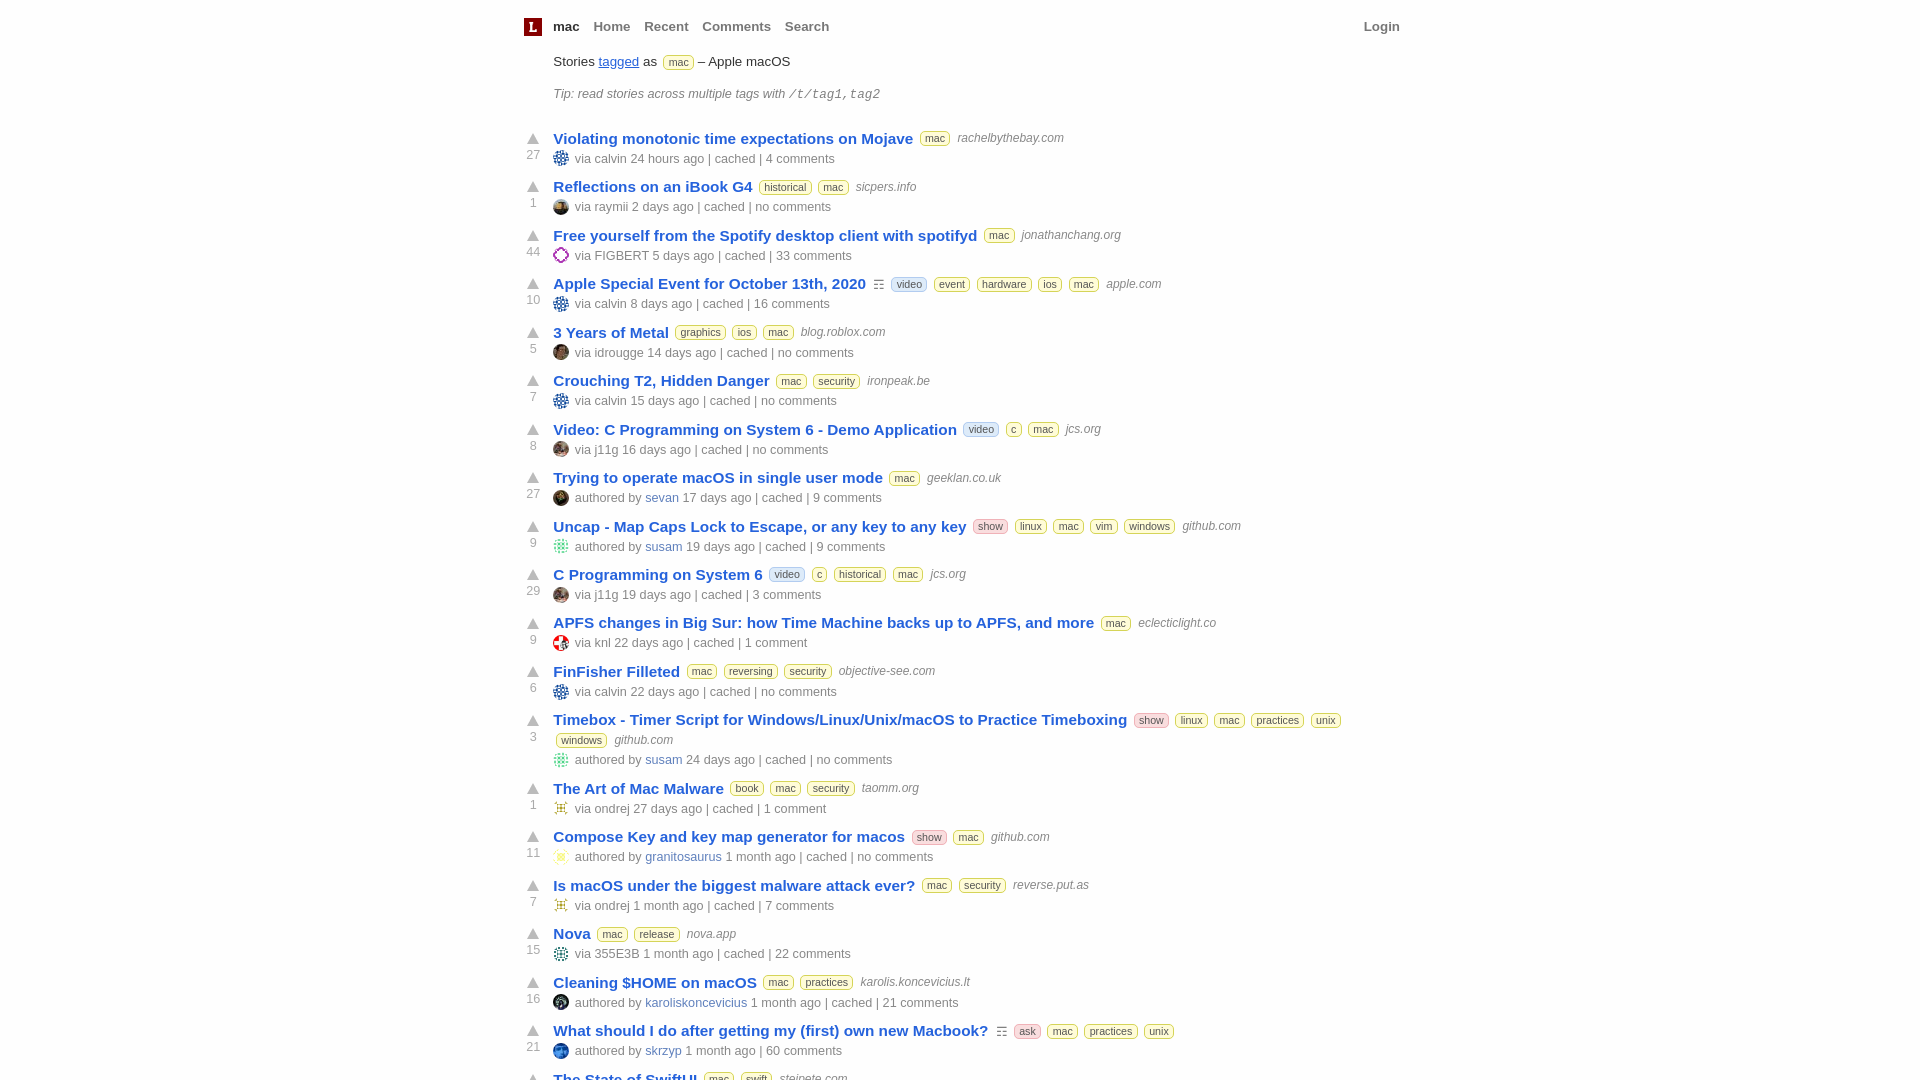 L mac Home Recent Comments Search Login
Stories tagged as mac – Apple macOS
Tip: read stories across multiple tags with /t/tag1,tag2
Violating monotonic time expectations on Mojave mac rachelbythebay.com
27 via calvin 24 hours ago | cached | 4 comments
Reflections on an iBook G4 historical mac sicpers.info
1 via raymii 2 days ago | cached | no comments
Free yourself from the Spotify desktop client with spotifyd mac jonathanchang.org
44 via FIGBERT 5 days ago | cached | 33 comments
Apple Special Event for October 13th, 2020 ☶ video event hardware ios mac apple.com
10 via calvin 8 days ago | cached | 16 comments
3 Years of Metal graphics ios mac blog.roblox.com
5 via idrougge 14 days ago | cached | no comments
Crouching T2, Hidden Danger mac security ironpeak.be
7 via calvin 15 days ago | cached | no comments
Video: C Programming on System 6 - Demo Application video c mac jcs.org
8 via j11g 16 days ago | cached | no comments
Trying to operate macOS in single user mode mac geeklan.co.uk
27 authored by sevan 17 days ago | cached | 9 comments
Uncap - Map Caps Lock to Escape, or any key to any key show linux mac vim windows github.com
9 authored by susam 19 days ago | cached | 9 comments
C Programming on System 6 video c historical mac jcs.org
29 via j11g 19 days ago | cached | 3 comments
APFS changes in Big Sur: how Time Machine backs up to APFS, and more mac eclecticlight.co
9 via knl 22 days ago | cached | 1 comment
FinFisher Filleted mac reversing security objective-see.com
6 via calvin 22 days ago | cached | no comments
Timebox - Timer Script for Windows/Linux/Unix/macOS to Practice Timeboxing show linux mac practices unix
3 windows github.com
authored by susam 24 days ago | cached | no comments
The Art of Mac Malware book mac security taomm.org
1 via ondrej 27 days ago | cached | 1 comment
Compose Key and key map generator for macos show mac github.com
11 authored by granitosaurus 1 month ago | cached | no comments
Is macOS under the biggest malware attack ever? mac security reverse.put.as
7 via ondrej 1 month ago | cached | 7 comments
Nova mac release nova.app
15 via 355E3B 1 month ago | cached | 22 comments
Cleaning $HOME on macOS mac practices karolis.koncevicius.lt
16 authored by karoliskoncevicius 1 month ago | cached | 21 comments
What should I do after getting my (first) own new Macbook? ☶ ask mac practices unix
21 authored by skrzyp 1 month ago | 60 comments
The State of SwiftUI mac swift steipete.com